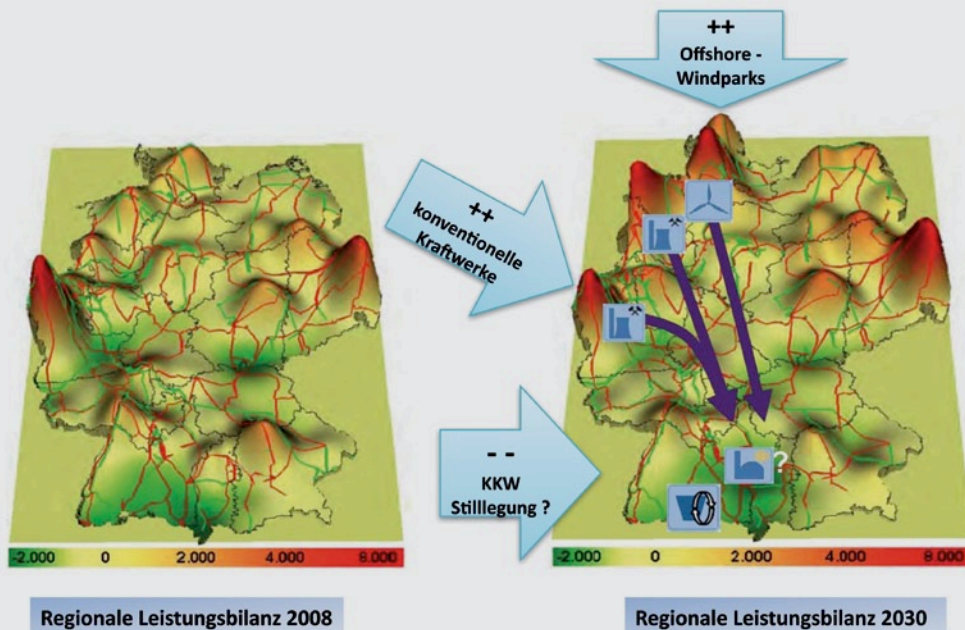 ++
Offshore -
Windparks
++
konventionelle
Kraftwerke
- -
KKW
Stilllegung ?
?
-2.000 0 2.000 4.000 8.000
-2.000 0 2.000 4.000 8.000
Regionale Leistungsbilanz 2008
Regionale Leistungsbilanz 2030